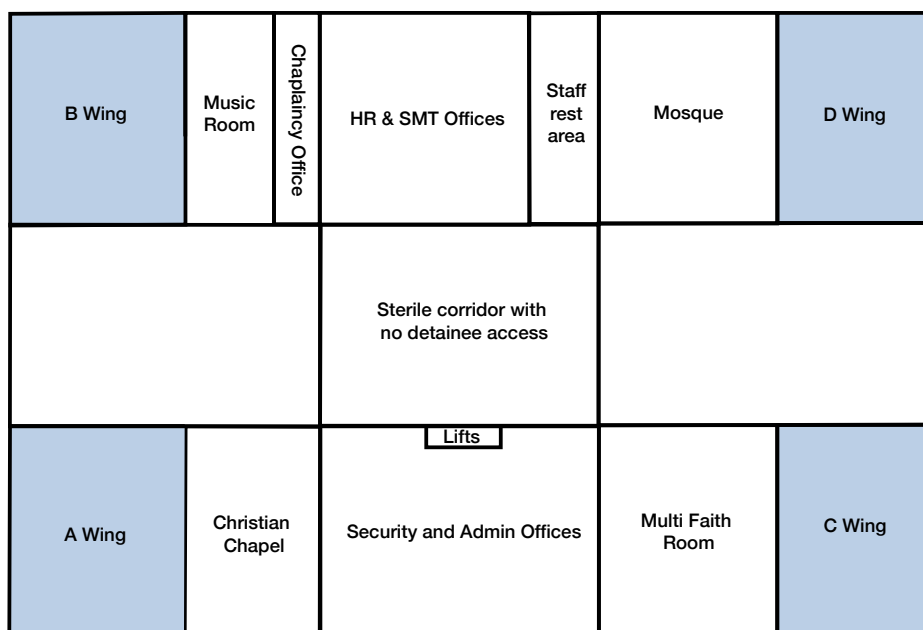 B Wing
Music
Room
Chaplaincy Office
HR & SMT Offices
Staff
rest
area
Mosque
D Wing
Sterile corridor with
no detainee access
Lifts
A Wing
Christian
Chapel
Security and Admin Offices
Multi Faith
Room
C Wing